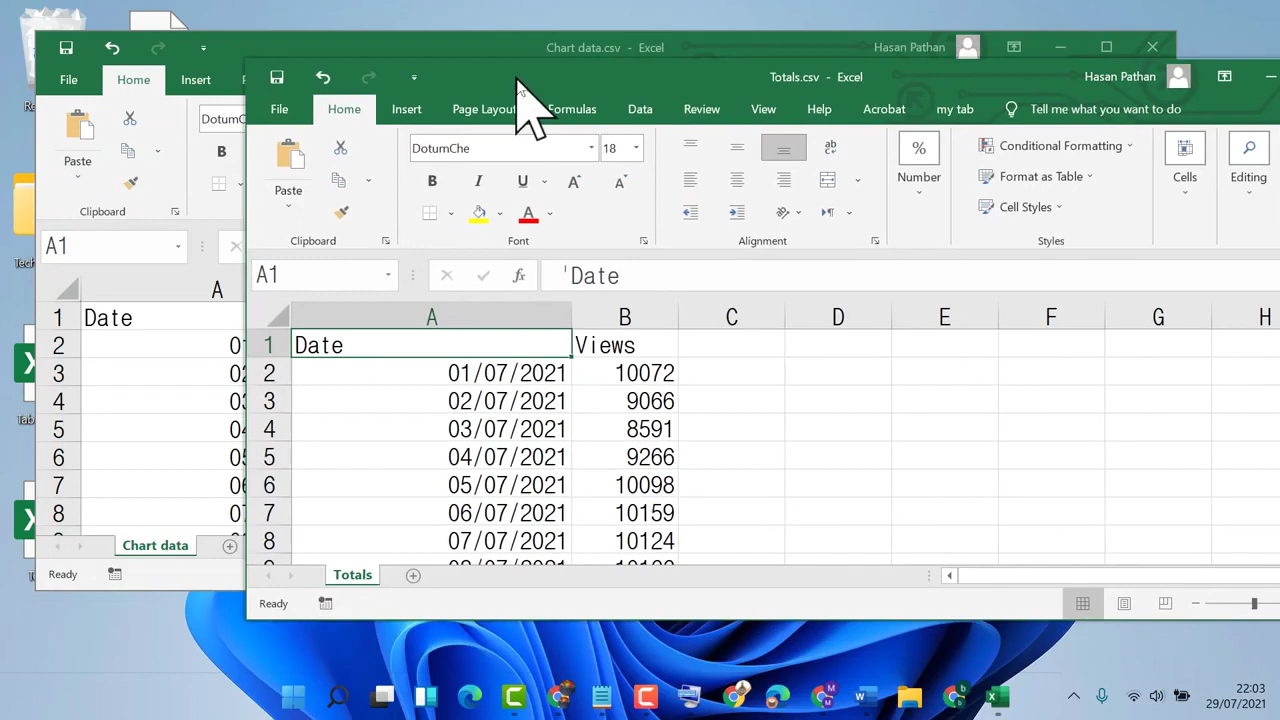 Chart data.csv - Excel
Hasan Pathan
File
Home
Insert
Paste
Clipboard
B
A1
A
1
Date
2
3
4
5
6
7
8
Chart data
Ready
Totals.csv - Excel
Hasan Pathan
File
Home
Insert
Page Layout
Formulas
Data
Review
View
Help
Acrobat
my tab
Tell me what you want to do
Paste
Clipboard
DotumChe
18
B
I
U
A
A
A
Font
ab
c
Alignment
%
Number
Conditional Formatting
Format as Table
Cell Styles
Styles
Cells
Editing
A1
fx
'Date
A B C D E F G H
1 Date Views
2 01/07/2021 10072
3 02/07/2021 9066
4 03/07/2021 8591
5 04/07/2021 9266
6 05/07/2021 10098
7 06/07/2021 10159
8 07/07/2021 10124
Totals
Ready
22:03
29/07/2021